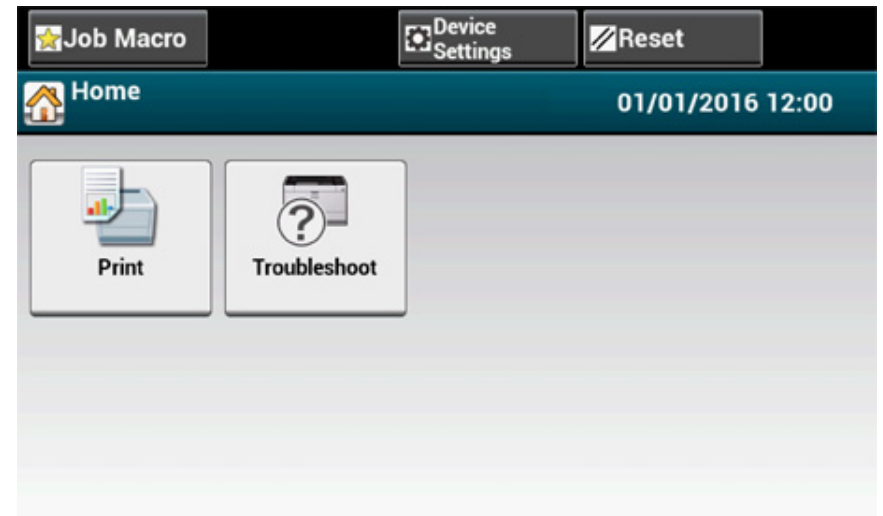 Job Macro
Device
Settings
Reset
Home
01/01/2016 12:00
Print
Troubleshoot